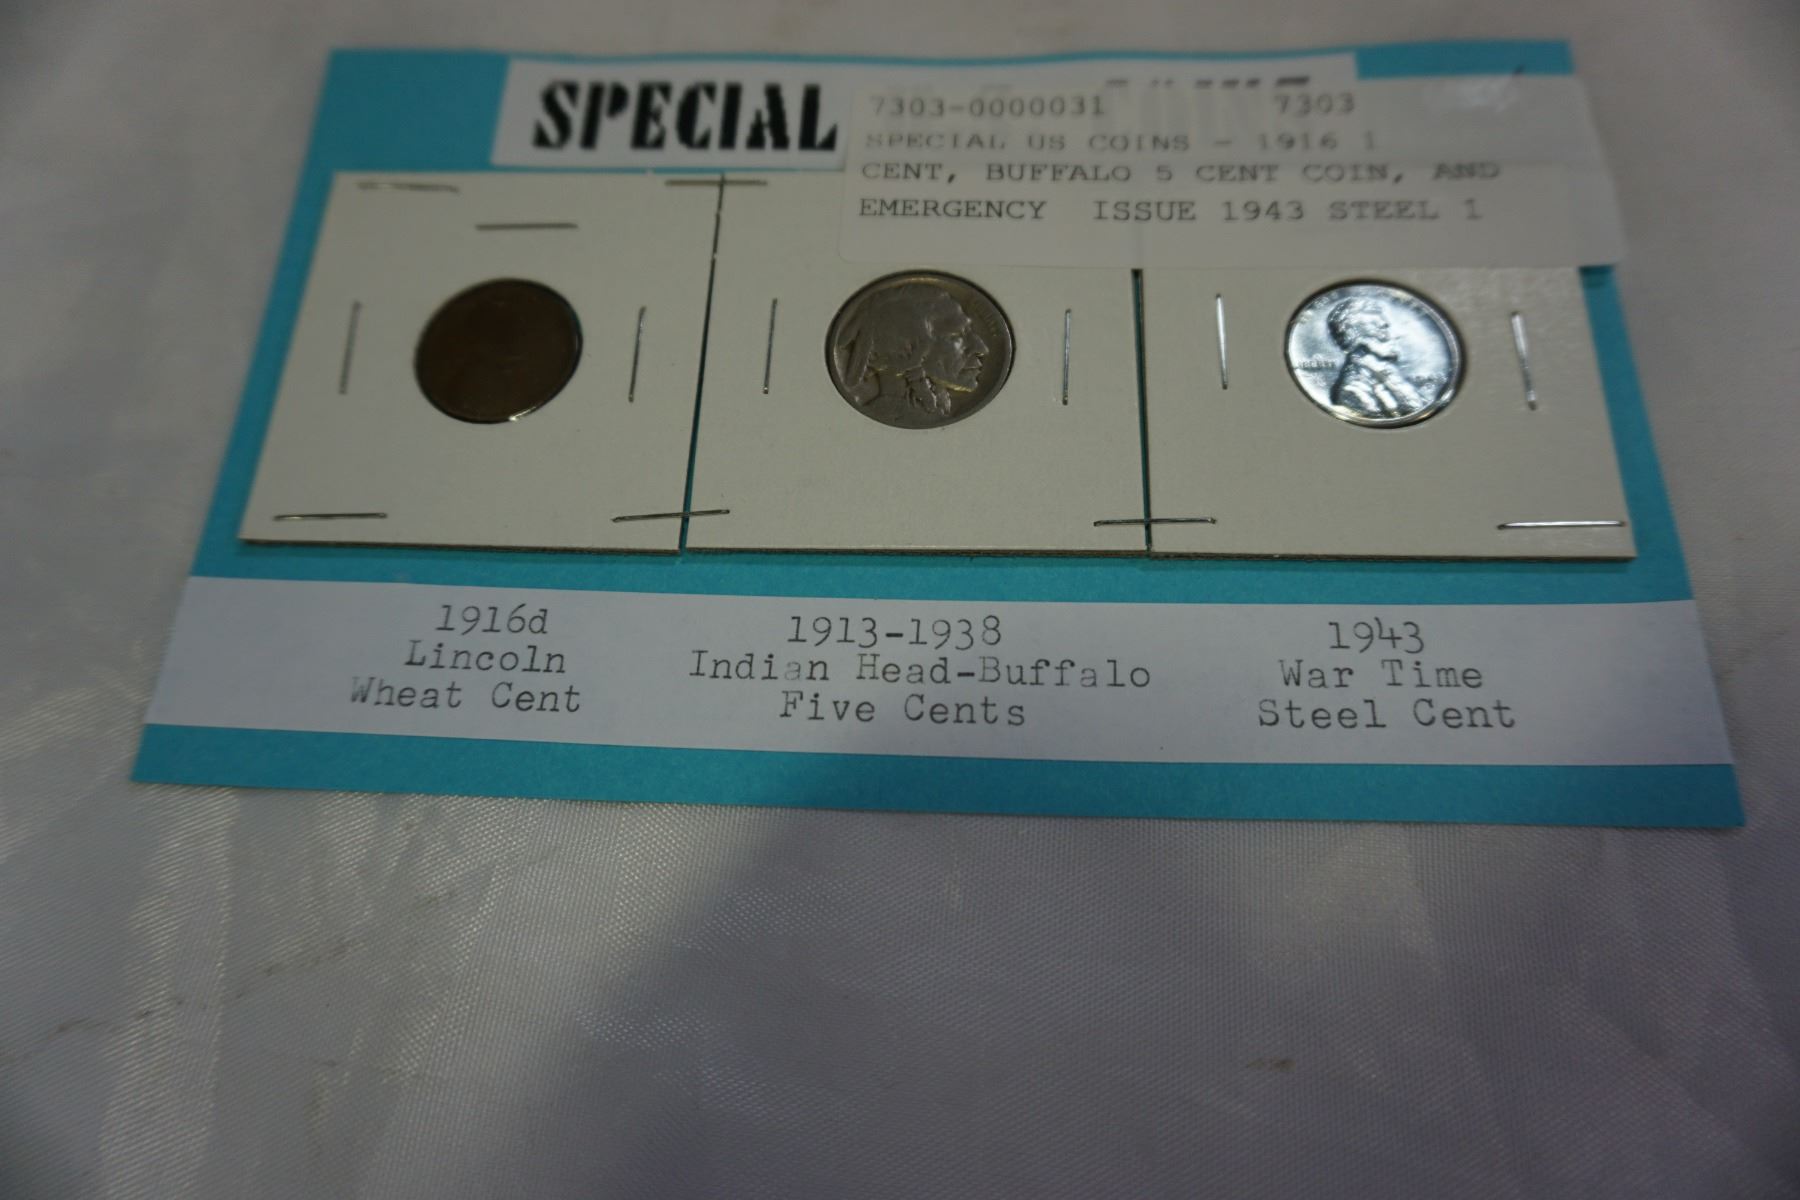 SPECIAL
7303-0000031 7303
SPECIAL US COINS - 1916 1
CENT, BUFFALO 5 CENT COIN, AND
EMERGENCY ISSUE 1943 STEEL 1
1916d
Lincoln
Wheat Cent
1913-1938
Indian Head-Buffalo
Five Cents
1943
War Time
Steel Cent